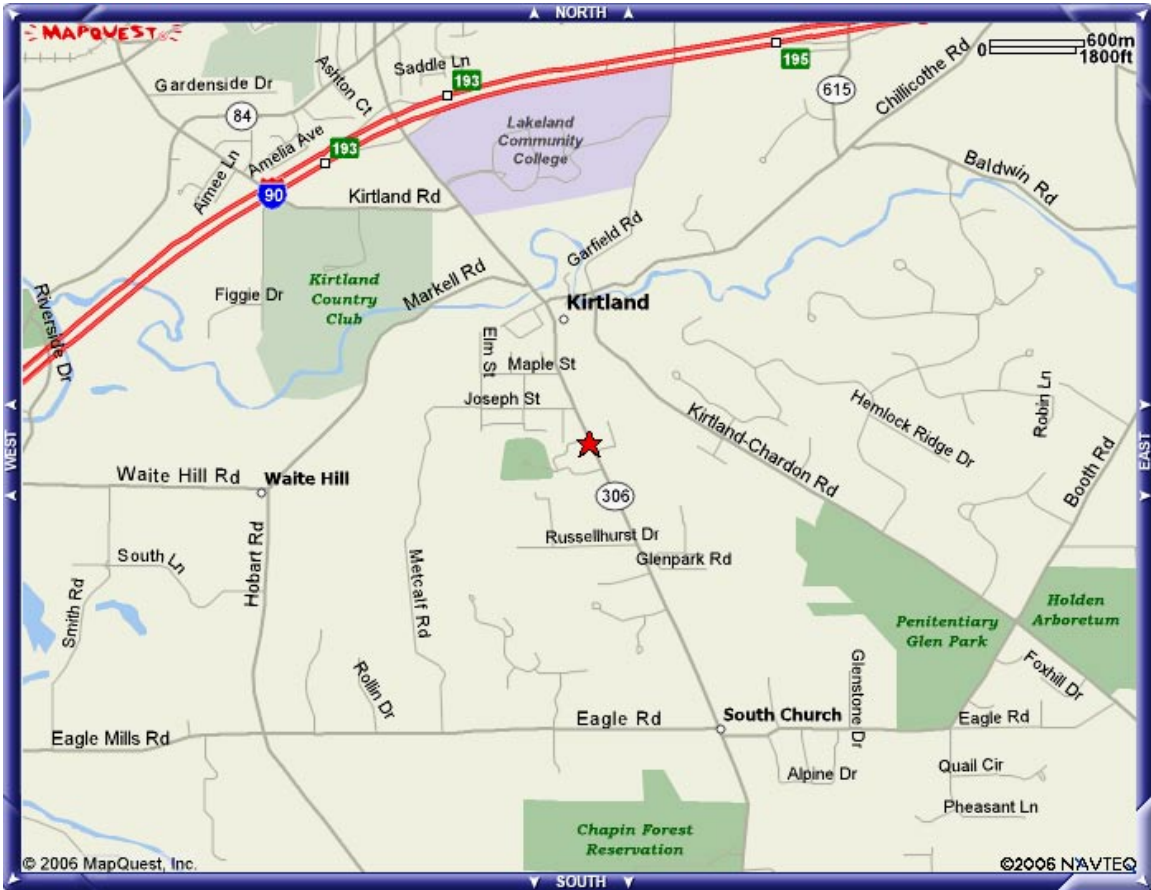 NORTH
MAPQUEST
600m
0
1800ft
Saddle Ln
193
195
Gardenside Dr
Ashton Ct
615
Chillicothe Rd
84
Lakeland
Community
College
Amelia Ave
193
Aimee Ln
Baldwin Rd
90
Kirtland Rd
Garfield Rd
Kirtland
Country
Club
Markell Rd
Figgie Dr
Riverside Dr
Kirtland
Elm St
Maple St
Joseph St
Robin Ln
Hemlock Ridge Dr
Kirtland-Chardon Rd
Booth Rd
WEST
EAST
Waite Hill Rd
Waite Hill
306
Russellhurst Dr
Glenpark Rd
South Ln
Hobart Rd
Metcalf Rd
Smith Rd
Penitentiary
Glen Park
Holden
Arboretum
Foxhill Dr
Rollin Dr
Glenstone Dr
Eagle Rd
South Church
Eagle Rd
Eagle Mills Rd
Alpine Dr
Quail Cir
Pheasant Ln
Chapin Forest
Reservation
© 2006 MapQuest, Inc.
©2006 NAVTEQ
SOUTH